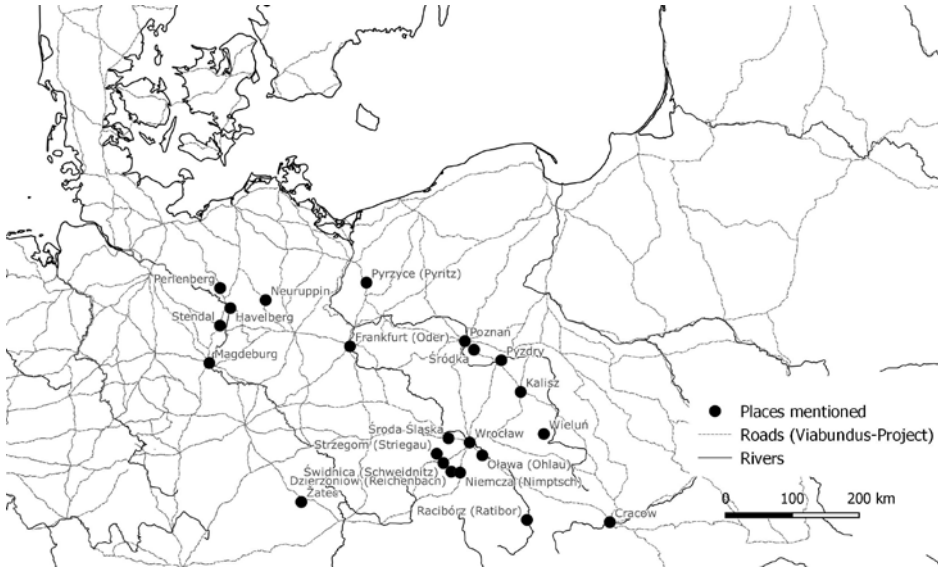 Pyrzyce (Pyritz)
Perlenberg
Neuruppin
Havelberg
Stendal
Magdeburg
Frankfurt (Oder)
Poznań
Śródka
Pyzdry
Kalisz
Środa Śląska
Wrocław
Wieluń
Strzegom (Striegau)
Oława (Ohlau)
Świdnica (Schweidnitz)
Dzierżoniów (Reichenbach)
Niemcza (Nimptsch)
Žatec
Racibórz (Ratibor)
Cracow
Places mentioned
Roads (Viabundus-Project)
Rivers
0 100 200 km